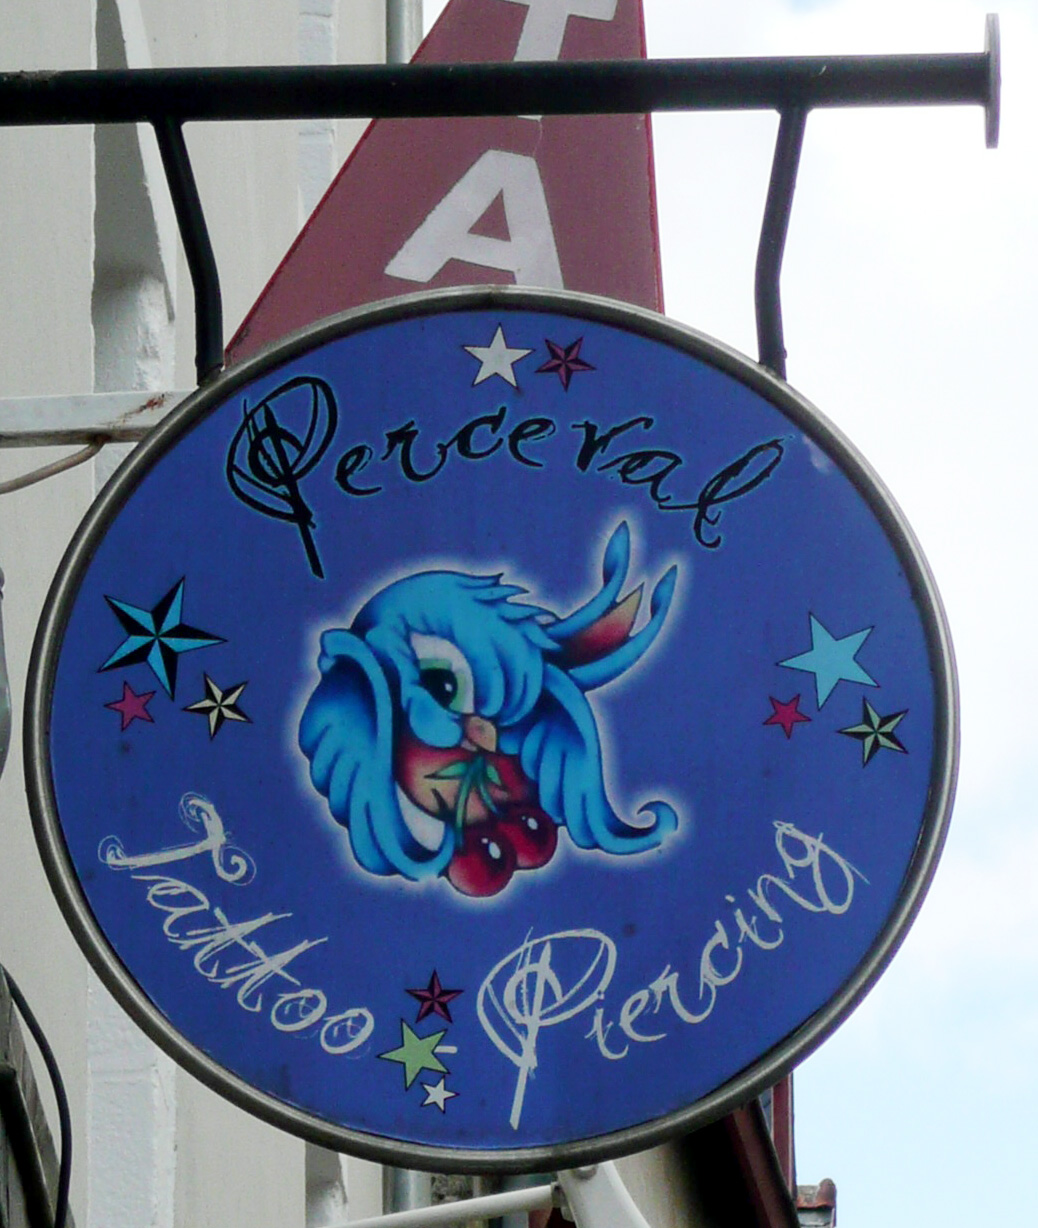 T
A
Perceval
Tattoo - Piercing